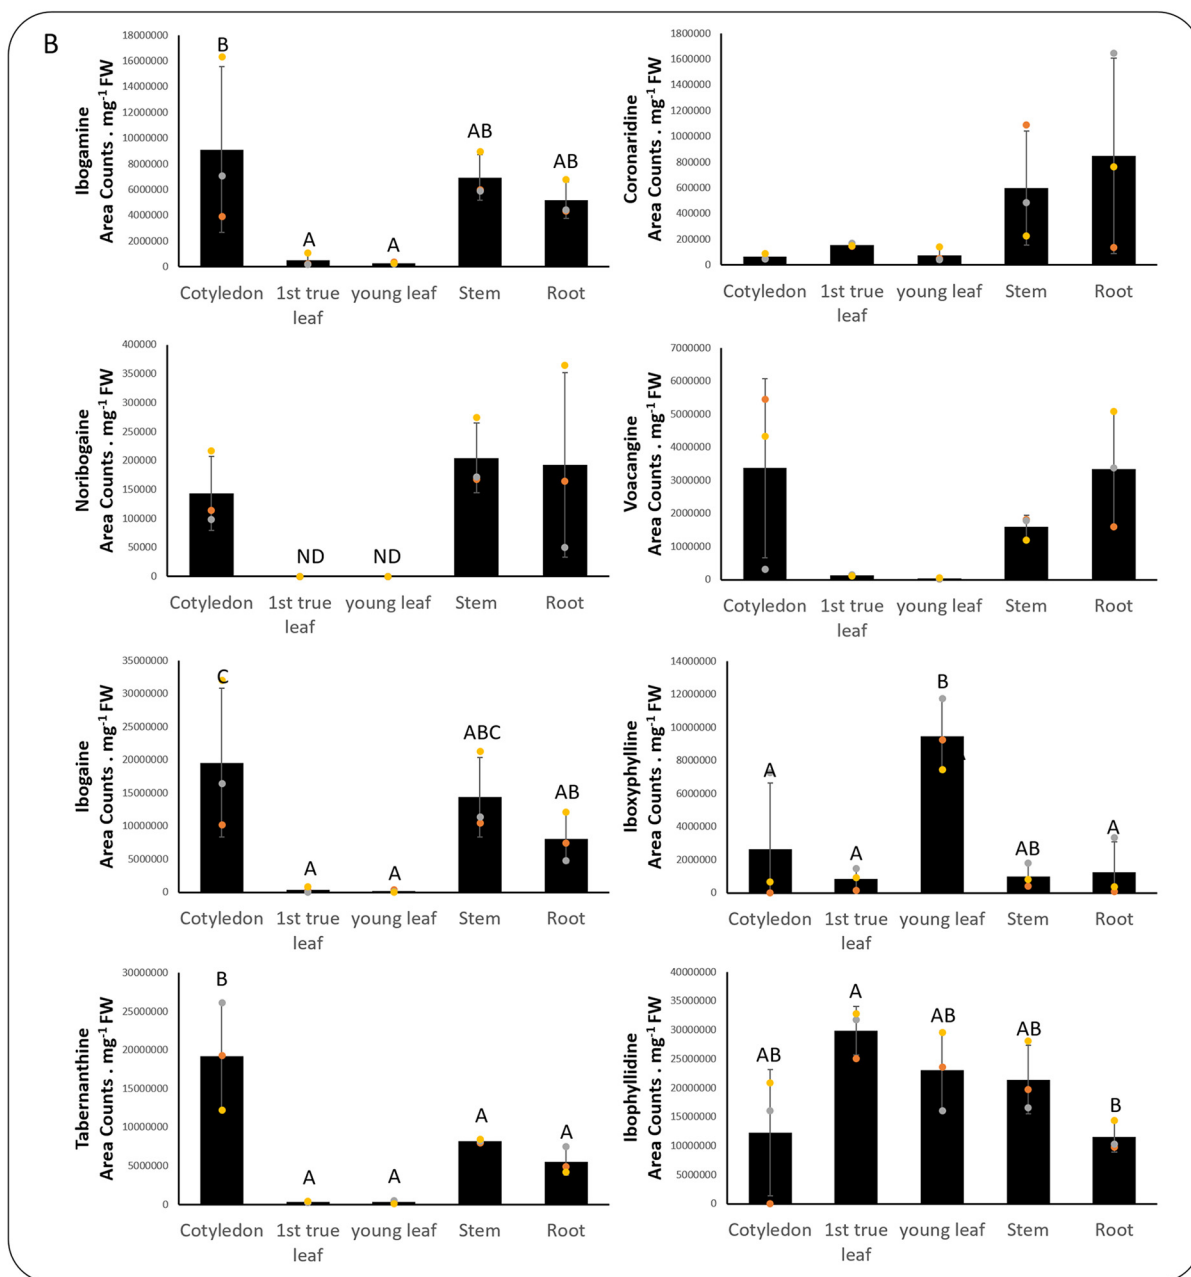 B
Ibogamine
Area Counts . mg-1 FW
18000000
16000000
14000000
12000000
10000000
8000000
6000000
4000000
2000000
0
B
A
A
AB
AB
Cotyledon 1st true young leaf Stem Root
leaf
Coronaridine
Area Counts . mg-1 FW
1800000
1600000
1400000
1200000
1000000
800000
600000
400000
200000
0
Cotyledon 1st true young leaf Stem Root
leaf
Noribogaine
Area Counts . mg-1 FW
400000
350000
300000
250000
200000
150000
100000
50000
0
ND
ND
Cotyledon 1st true young leaf Stem Root
leaf
Voacangine
Area Counts . mg-1 FW
7000000
6000000
5000000
4000000
3000000
2000000
1000000
0
Cotyledon 1st true young leaf Stem Root
leaf
Ibogaine
Area Counts . mg-1 FW
35000000
30000000
25000000
20000000
15000000
10000000
5000000
0
C
A
A
ABC
AB
Cotyledon 1st true young leaf Stem Root
leaf
Iboxyphylline
Area Counts . mg-1 FW
14000000
12000000
10000000
8000000
6000000
4000000
2000000
0
A
A
B
AB
A
Cotyledon 1st true young leaf Stem Root
leaf
Tabernanthine
Area Counts . mg-1 FW
30000000
25000000
20000000
15000000
10000000
5000000
0
B
A
A
A
A
Cotyledon 1st true young leaf Stem Root
leaf
Ibophyllidine
Area Counts . mg-1 FW
40000000
35000000
30000000
25000000
20000000
15000000
10000000
5000000
0
AB
A
AB
AB
B
Cotyledon 1st true young leaf Stem Root
leaf